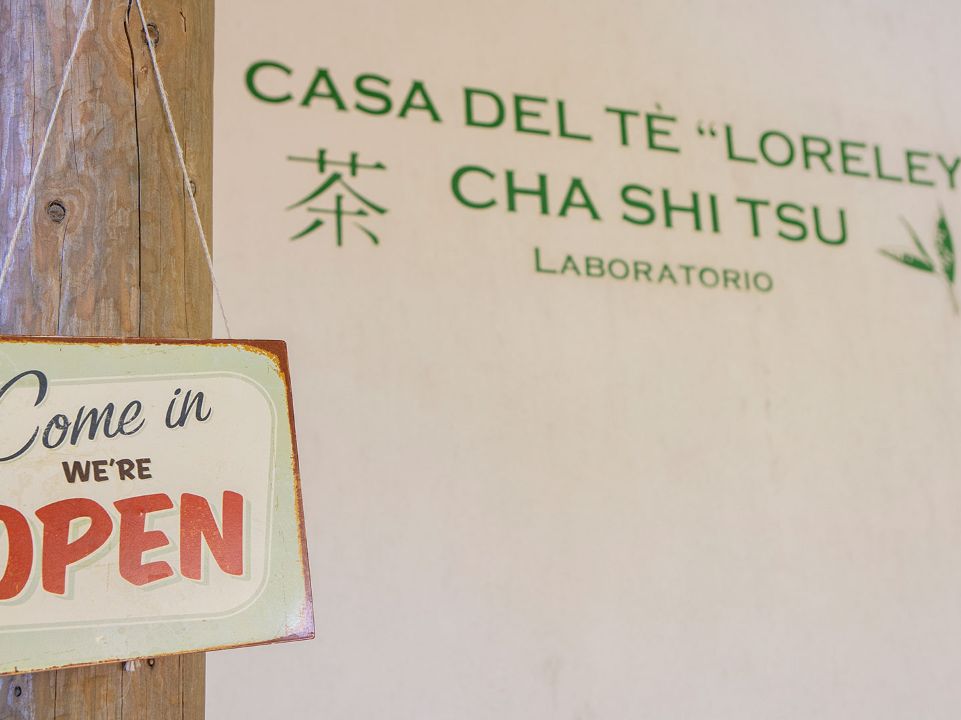 CASA DEL TÈ “LORELEY
茶
CHA SHI TSU
LABORATORIO
Come in
WE'RE
OPEN